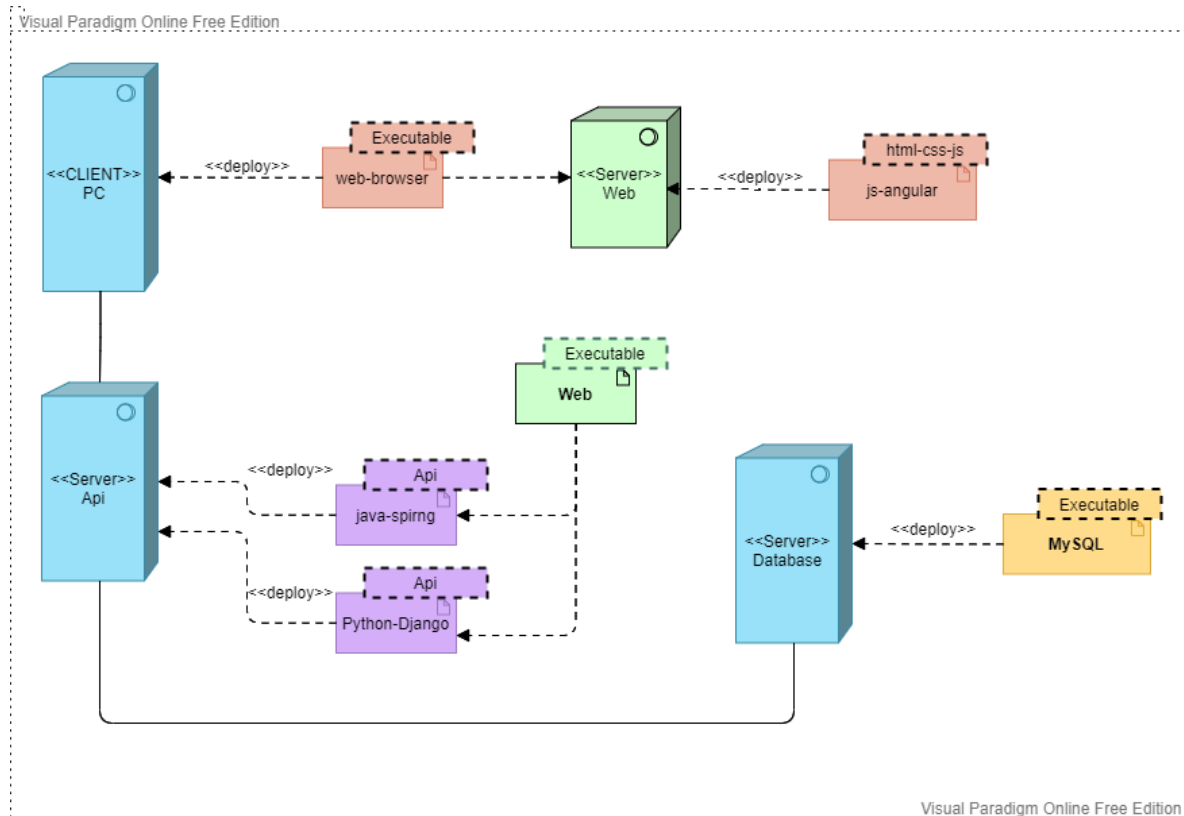 Visual Paradigm Online Free Edition
<<CLIENT>>
PC
<<deploy>>
Executable
web-browser
<<Server>>
Web
<<deploy>>
html-css-js
js-angular
Executable
Web
<<Server>>
Api
<<deploy>>
Api
java-spirng
<<deploy>>
Api
Python-Django
<<Server>>
Database
<<deploy>>
Executable
MySQL
Visual Paradigm Online Free Edition